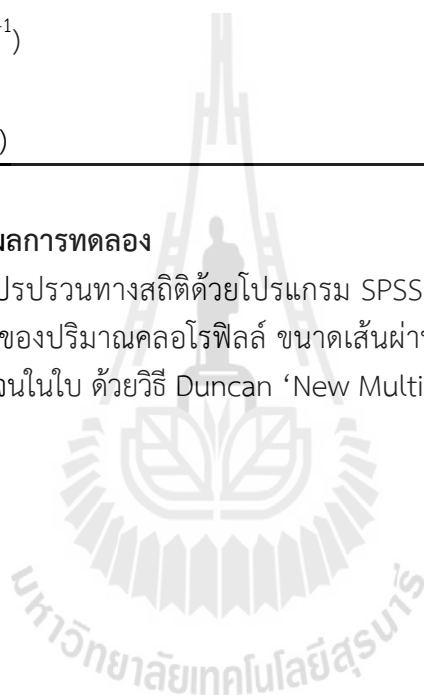 -1)
)
ผลการทดลอง
ปรปรวนทางสถิติด้วยโปรแกรม SPSS
ของปริมาณคลอโรฟิลล์ ขนาดเส้นผ่า
จนในใบ ด้วยวิธี Duncan ‘New Multi
มหาวิทยาลัยเทคโนโลยีสุรนารี